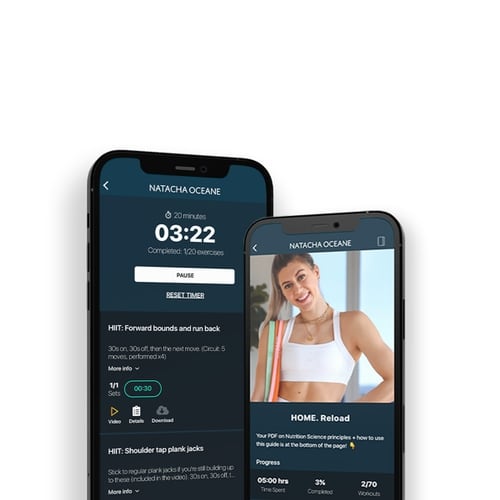 NATACHA OCEANE
20 minutes
03:22
Completed: 1/20 exercises
PAUSE
RESET TIMER
HIIT: Forward bounds and run back
30s on, 30s off, then the next move. (Circuit: 5
moves, performed x4)
More info
1/1
Sets
00:30
Video
Details
Download
HIIT: Shoulder tap plank jacks
Stick to regular plank jacks if you're still building up
to these (included in the video). 30s on, 30s off, t...
More info
NATACHA OCEANE
HOME. Reload
Your PDF on Nutrition Science principles + how to use
this guide is at the bottom of the page! 👇
Progress
05:00 hrs
Time Spent
3%
Completed
2/70
Workouts